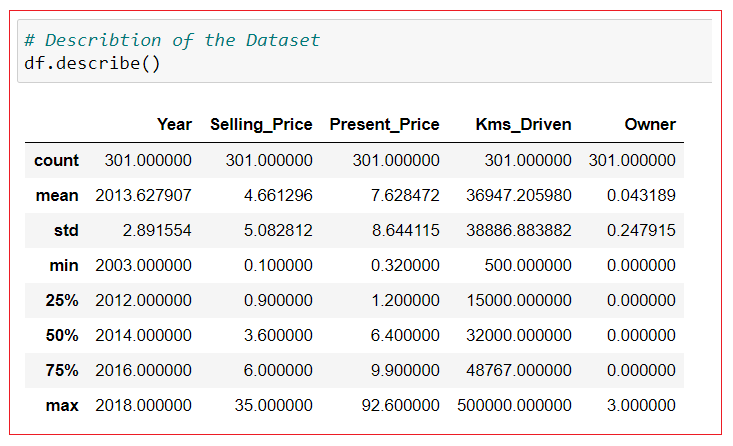 # Describtion of the Dataset
df.describe()
Year Selling_Price Present_Price Kms_Driven Owner
count 301.000000 301.000000 301.000000 301.000000 301.000000
mean 2013.627907 4.661296 7.628472 36947.205980 0.043189
std 2.891554 5.082812 8.644115 38886.883882 0.247915
min 2003.000000 0.100000 0.320000 500.000000 0.000000
25% 2012.000000 0.900000 1.200000 15000.000000 0.000000
50% 2014.000000 3.600000 6.400000 32000.000000 0.000000
75% 2016.000000 6.000000 9.900000 48767.000000 0.000000
max 2018.000000 35.000000 92.600000 500000.000000 3.000000